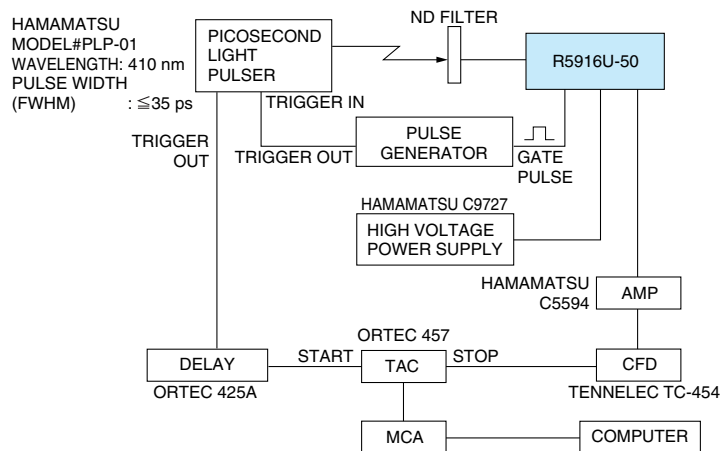 HAMAMATSU
MODEL#PLP-01
WAVELENGTH: 410 nm
PULSE WIDTH
(FWHM) : ≦35 ps
PICOSECOND
LIGHT
PULSER
ND FILTER
R5916U-50
TRIGGER IN
TRIGGER
OUT
TRIGGER OUT
PULSE
GENERATOR
GATE
PULSE
HAMAMATSU C9727
HIGH VOLTAGE
POWER SUPPLY
HAMAMATSU
C5594
AMP
ORTEC 457
DELAY
START
TAC
STOP
CFD
ORTEC 425A
TENNELEC TC-454
MCA
COMPUTER